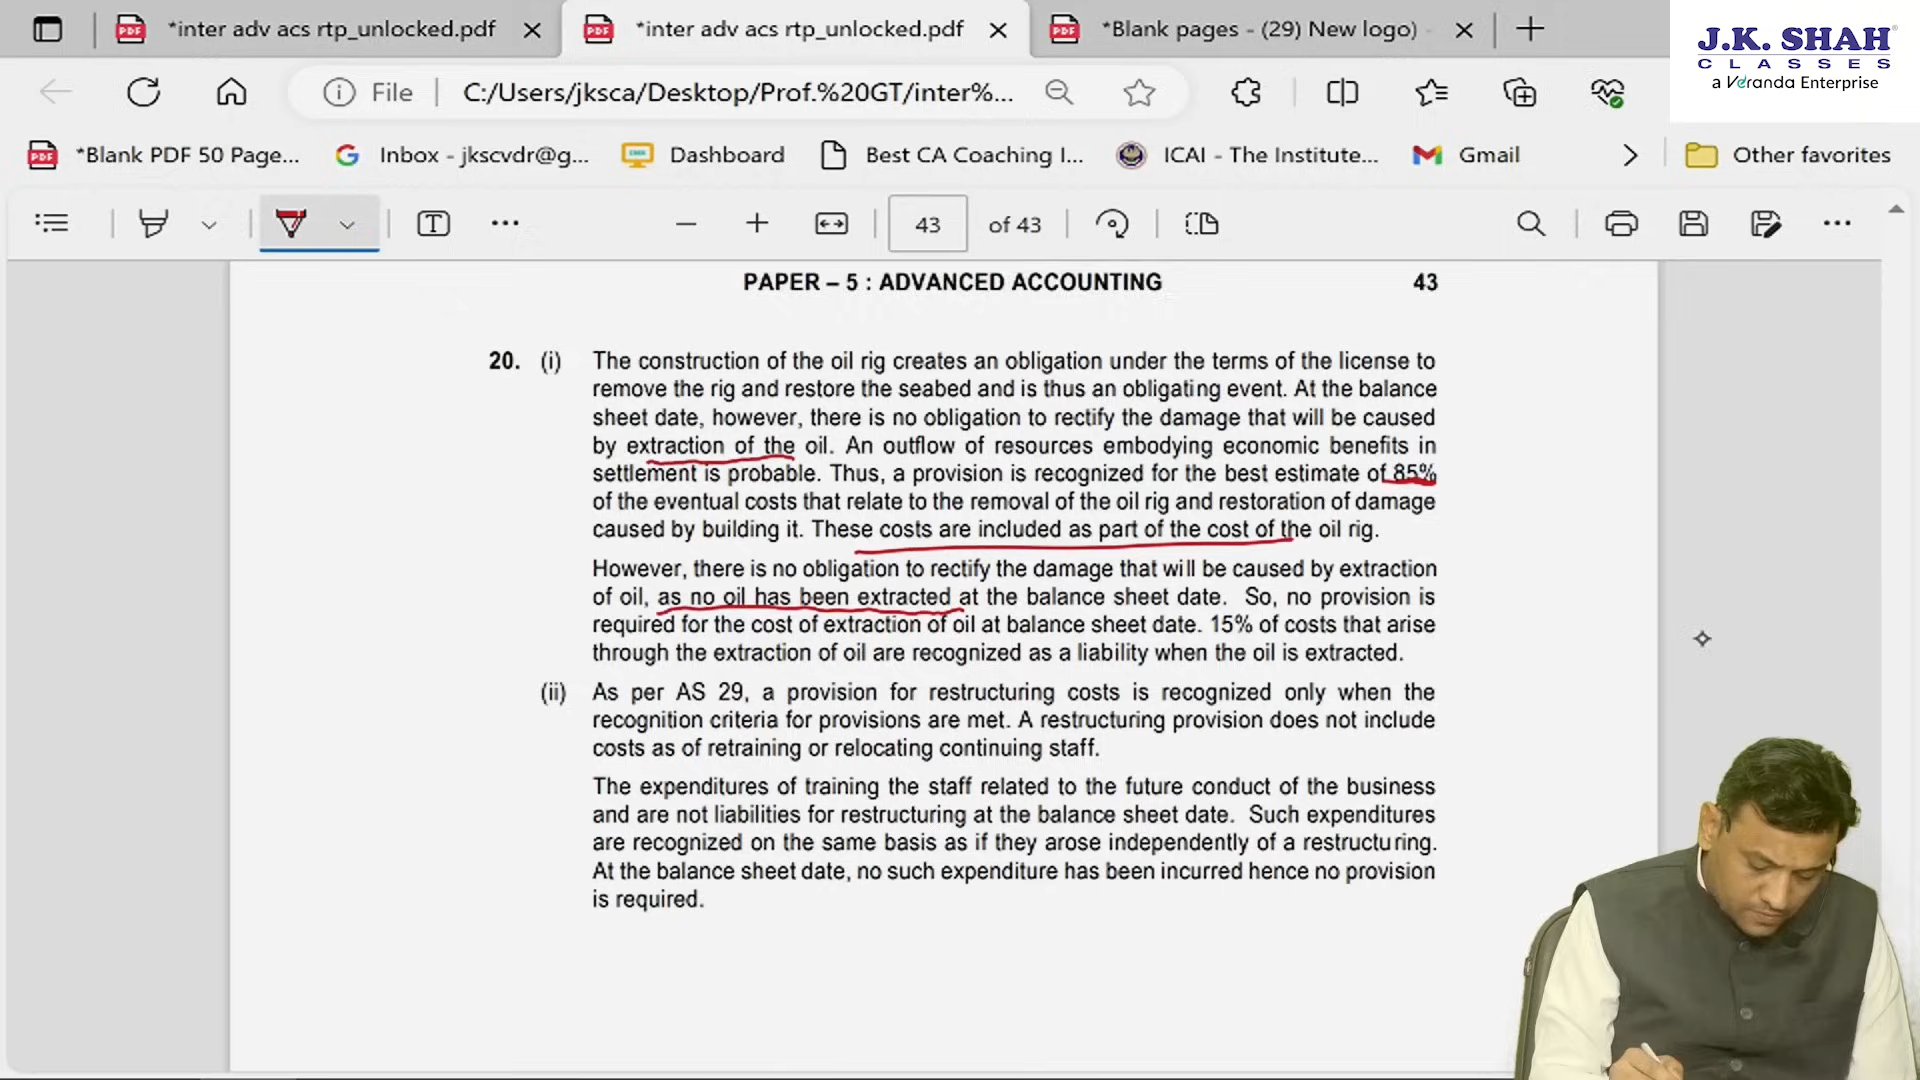 *inter adv acs rtp_unlocked.pdf
*inter adv acs rtp_unlocked.pdf
*Blank pages - (29) New logo)
J.K. SHAH
CLASSES
a Veranda Enterprise
File
C:/Users/jksca/Desktop/Prof.%20GT/inter%...
*Blank PDF 50 Page...
Inbox - jkscvdr@g...
Dashboard
Best CA Coaching I...
ICAI - The Institute...
Gmail
Other favorites
43 of 43
PAPER – 5 : ADVANCED ACCOUNTING 43
20. (i) The construction of the oil rig creates an obligation under the terms of the license to
remove the rig and restore the seabed and is thus an obligating event. At the balance
sheet date, however, there is no obligation to rectify the damage that will be caused
by extraction of the oil. An outflow of resources embodying economic benefits in
settlement is probable. Thus, a provision is recognized for the best estimate of 85%
of the eventual costs that relate to the removal of the oil rig and restoration of damage
caused by building it. These costs are included as part of the cost of the oil rig.
However, there is no obligation to rectify the damage that will be caused by extraction
of oil, as no oil has been extracted at the balance sheet date. So, no provision is
required for the cost of extraction of oil at balance sheet date. 15% of costs that arise
through the extraction of oil are recognized as a liability when the oil is extracted.
(ii) As per AS 29, a provision for restructuring costs is recognized only when the
recognition criteria for provisions are met. A restructuring provision does not include
costs as of retraining or relocating continuing staff.
The expenditures of training the staff related to the future conduct of the business
and are not liabilities for restructuring at the balance sheet date. Such expenditures
are recognized on the same basis as if they arose independently of a restructuring.
At the balance sheet date, no such expenditure has been incurred hence no provision
is required.